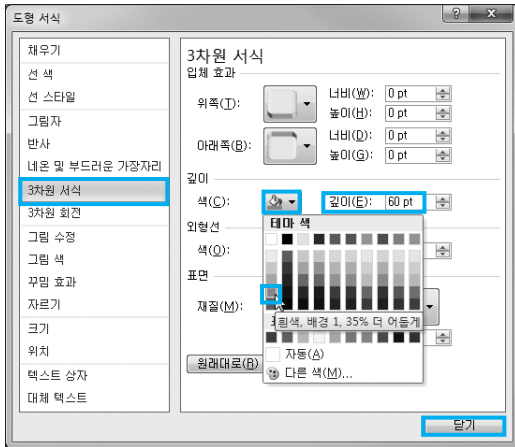 도형 서식
채우기
선 색
선 스타일
그림자
반사
네온 및 부드러운 가장자리
3차원 서식
3차원 회전
그림 수정
그림 색
꾸밈 효과
자르기
크기
위치
텍스트 상자
대체 텍스트
3차원 서식
입체 효과
위쪽(T):
너비(W): 0 pt
높이(H): 0 pt
아래쪽(B):
너비(D): 0 pt
높이(G): 0 pt
깊이
색(C):
깊이(E): 60 pt
외형선
색(O):
테마 색
표면
재질(M):
흰색, 배경 1, 35% 더 어둡게
자동(A)
다른 색(M)...
원래대로(R)
닫기